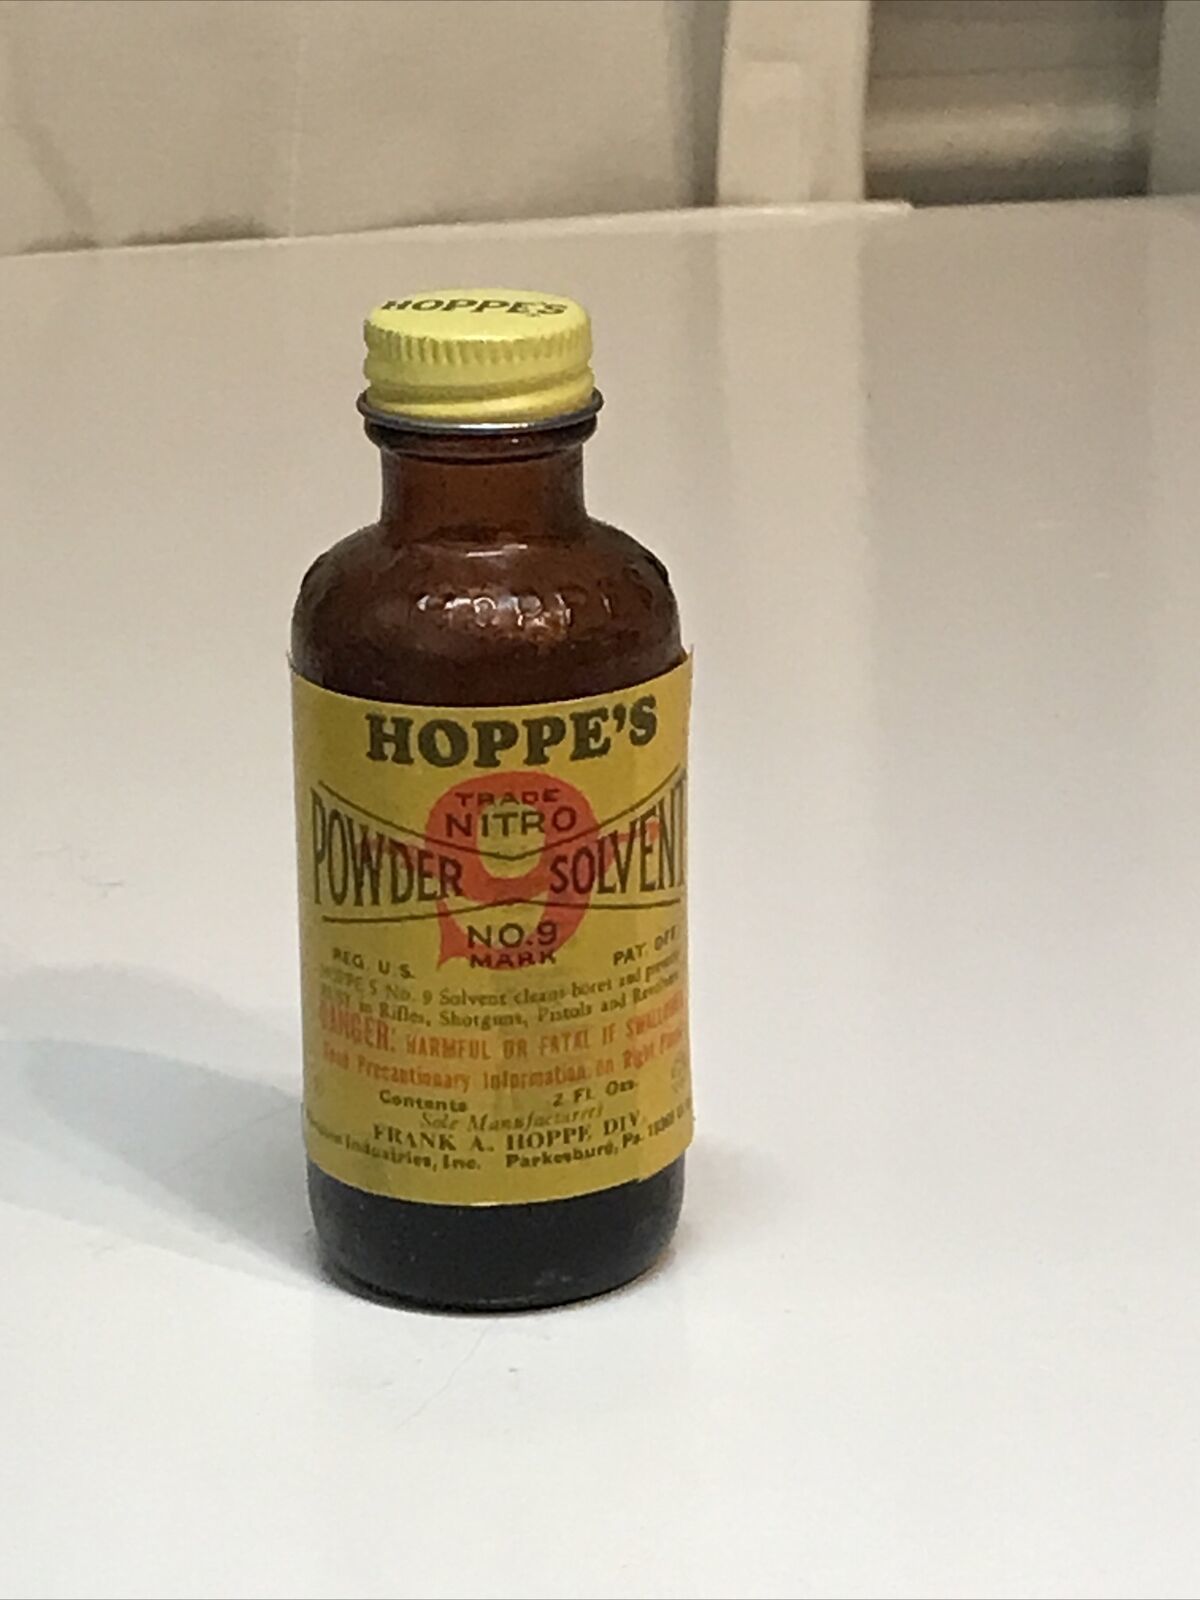 HOPPE'S
HOPPE'S
HOPPE'S
TRADE
NITRO
POWDER SOLVENT
NO.9
MARK
REG. U.S. PAT. OFF.
HOPPE'S No. 9 Solvent cleans bores and prevents
RUST in Rifles, Shotguns, Pistols and Revolvers
DANGER: HARMFUL OR FATAL IF SWALLOWED
Read Precautionary Information on Right Panel
Contents 2 Fl. Ozs.
Sole Manufacturer
FRANK A. HOPPE DIV.
Industries, Inc. Parkesburg, Pa.